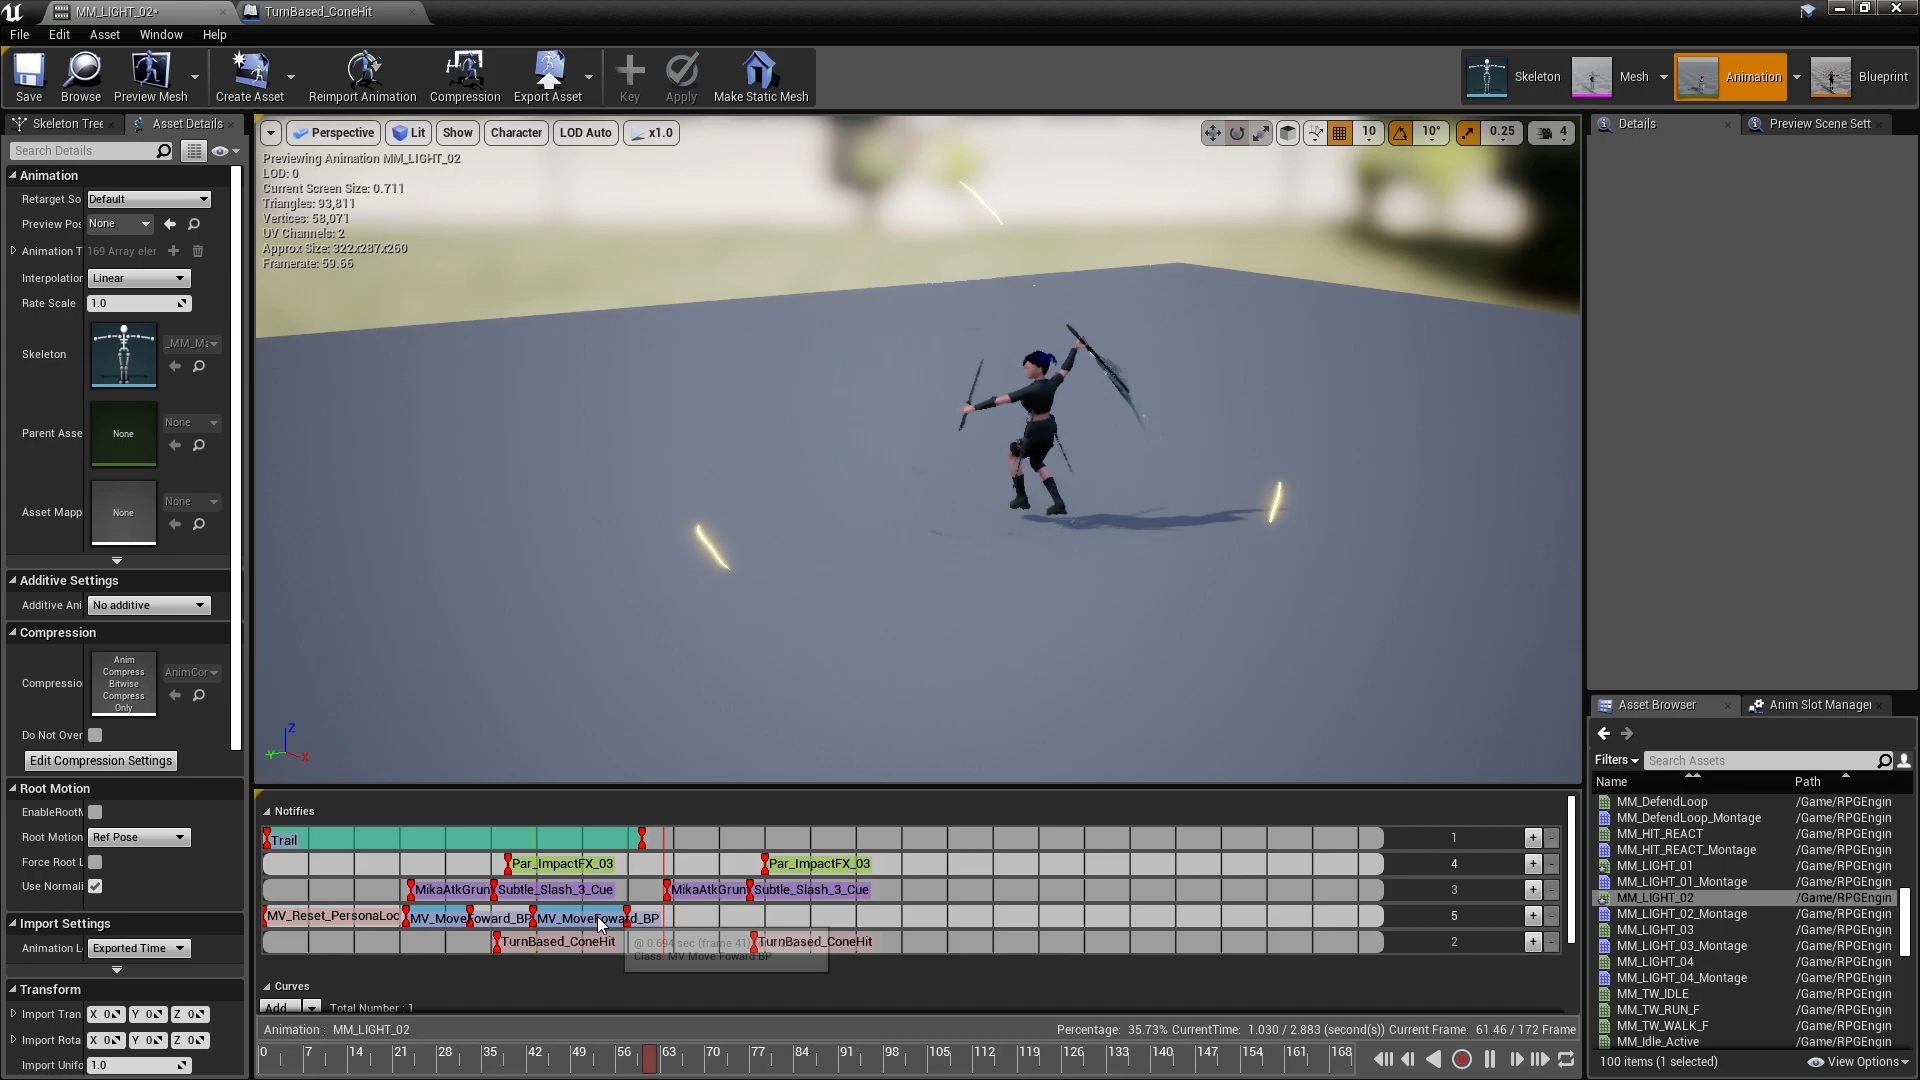 MM_LIGHT_02*
TurnBased_ConeHit
File Edit Asset Window Help
Save Browse Preview Mesh Create Asset Reimport Animation Compression Export Asset Key Apply Make Static Mesh
Skeleton Mesh Animation Blueprint
Skeleton Tree Asset Details
Search Details
Animation
Retarget So Default
Preview Pos None
Animation T 169 Array eler
Interpolation Linear
Rate Scale 1.0
Skeleton _MM_Ma
Parent Asse None None
Asset Mapp None None
Additive Settings
Additive Ani No additive
Compression
Compressio Anim Compress Bitwise Compress Only AnimCor
Do Not Over
Edit Compression Settings
Root Motion
EnableRootM
Root Motion Ref Pose
Force Root L
Use Normali
Import Settings
Animation L Exported Time
Transform
Import Tran X 0 Y 0 Z 0
Import Rota X 0 Y 0 Z 0
Import Unifo 1.0
Perspective Lit Show Character LOD Auto x1.0
10 10° 0.25 4
Previewing Animation MM_LIGHT_02
LOD: 0
Current Screen Size: 0.711
Triangles: 93,811
Vertices: 58,071
UV Channels: 2
Approx Size: 322x287x260
Framerate: 59.66
Z
Y X
Notifies
Trail 1
Par_ImpactFX_03 Par_ImpactFX_03 4
MikaAtkGrun Subtle_Slash_3_Cue MikaAtkGrun Subtle_Slash_3_Cue 3
MV_Reset_PersonaLoc MV_MoveFoward_BP MV_MoveFoward_BP 5
TurnBased_ConeHit TurnBased_ConeHit 2
@ 0.694 sec (frame 41)
Class: MV Move Foward BP
Curves
Add Total Number : 1
Animation : MM_LIGHT_02
Percentage: 35.73% CurrentTime: 1.030 / 2.883 (second(s)) Current Frame: 61.46 / 172 Frame
0 7 14 21 28 35 42 49 56 63 70 77 84 91 98 105 112 119 126 133 140 147 154 161 168
Details Preview Scene Sett
Asset Browser Anim Slot Manager
Filters Search Assets
Name Path
MM_DefendLoop /Game/RPGEngin
MM_DefendLoop_Montage /Game/RPGEngin
MM_HIT_REACT /Game/RPGEngin
MM_HIT_REACT_Montage /Game/RPGEngin
MM_LIGHT_01 /Game/RPGEngin
MM_LIGHT_01_Montage /Game/RPGEngin
MM_LIGHT_02 /Game/RPGEngin
MM_LIGHT_02_Montage /Game/RPGEngin
MM_LIGHT_03 /Game/RPGEngin
MM_LIGHT_03_Montage /Game/RPGEngin
MM_LIGHT_04 /Game/RPGEngin
MM_LIGHT_04_Montage /Game/RPGEngin
MM_TW_IDLE /Game/RPGEngin
MM_TW_RUN_F /Game/RPGEngin
MM_TW_WALK_F /Game/RPGEngin
MM_Idle_Active /Game/RPGEngin
100 items (1 selected) View Options